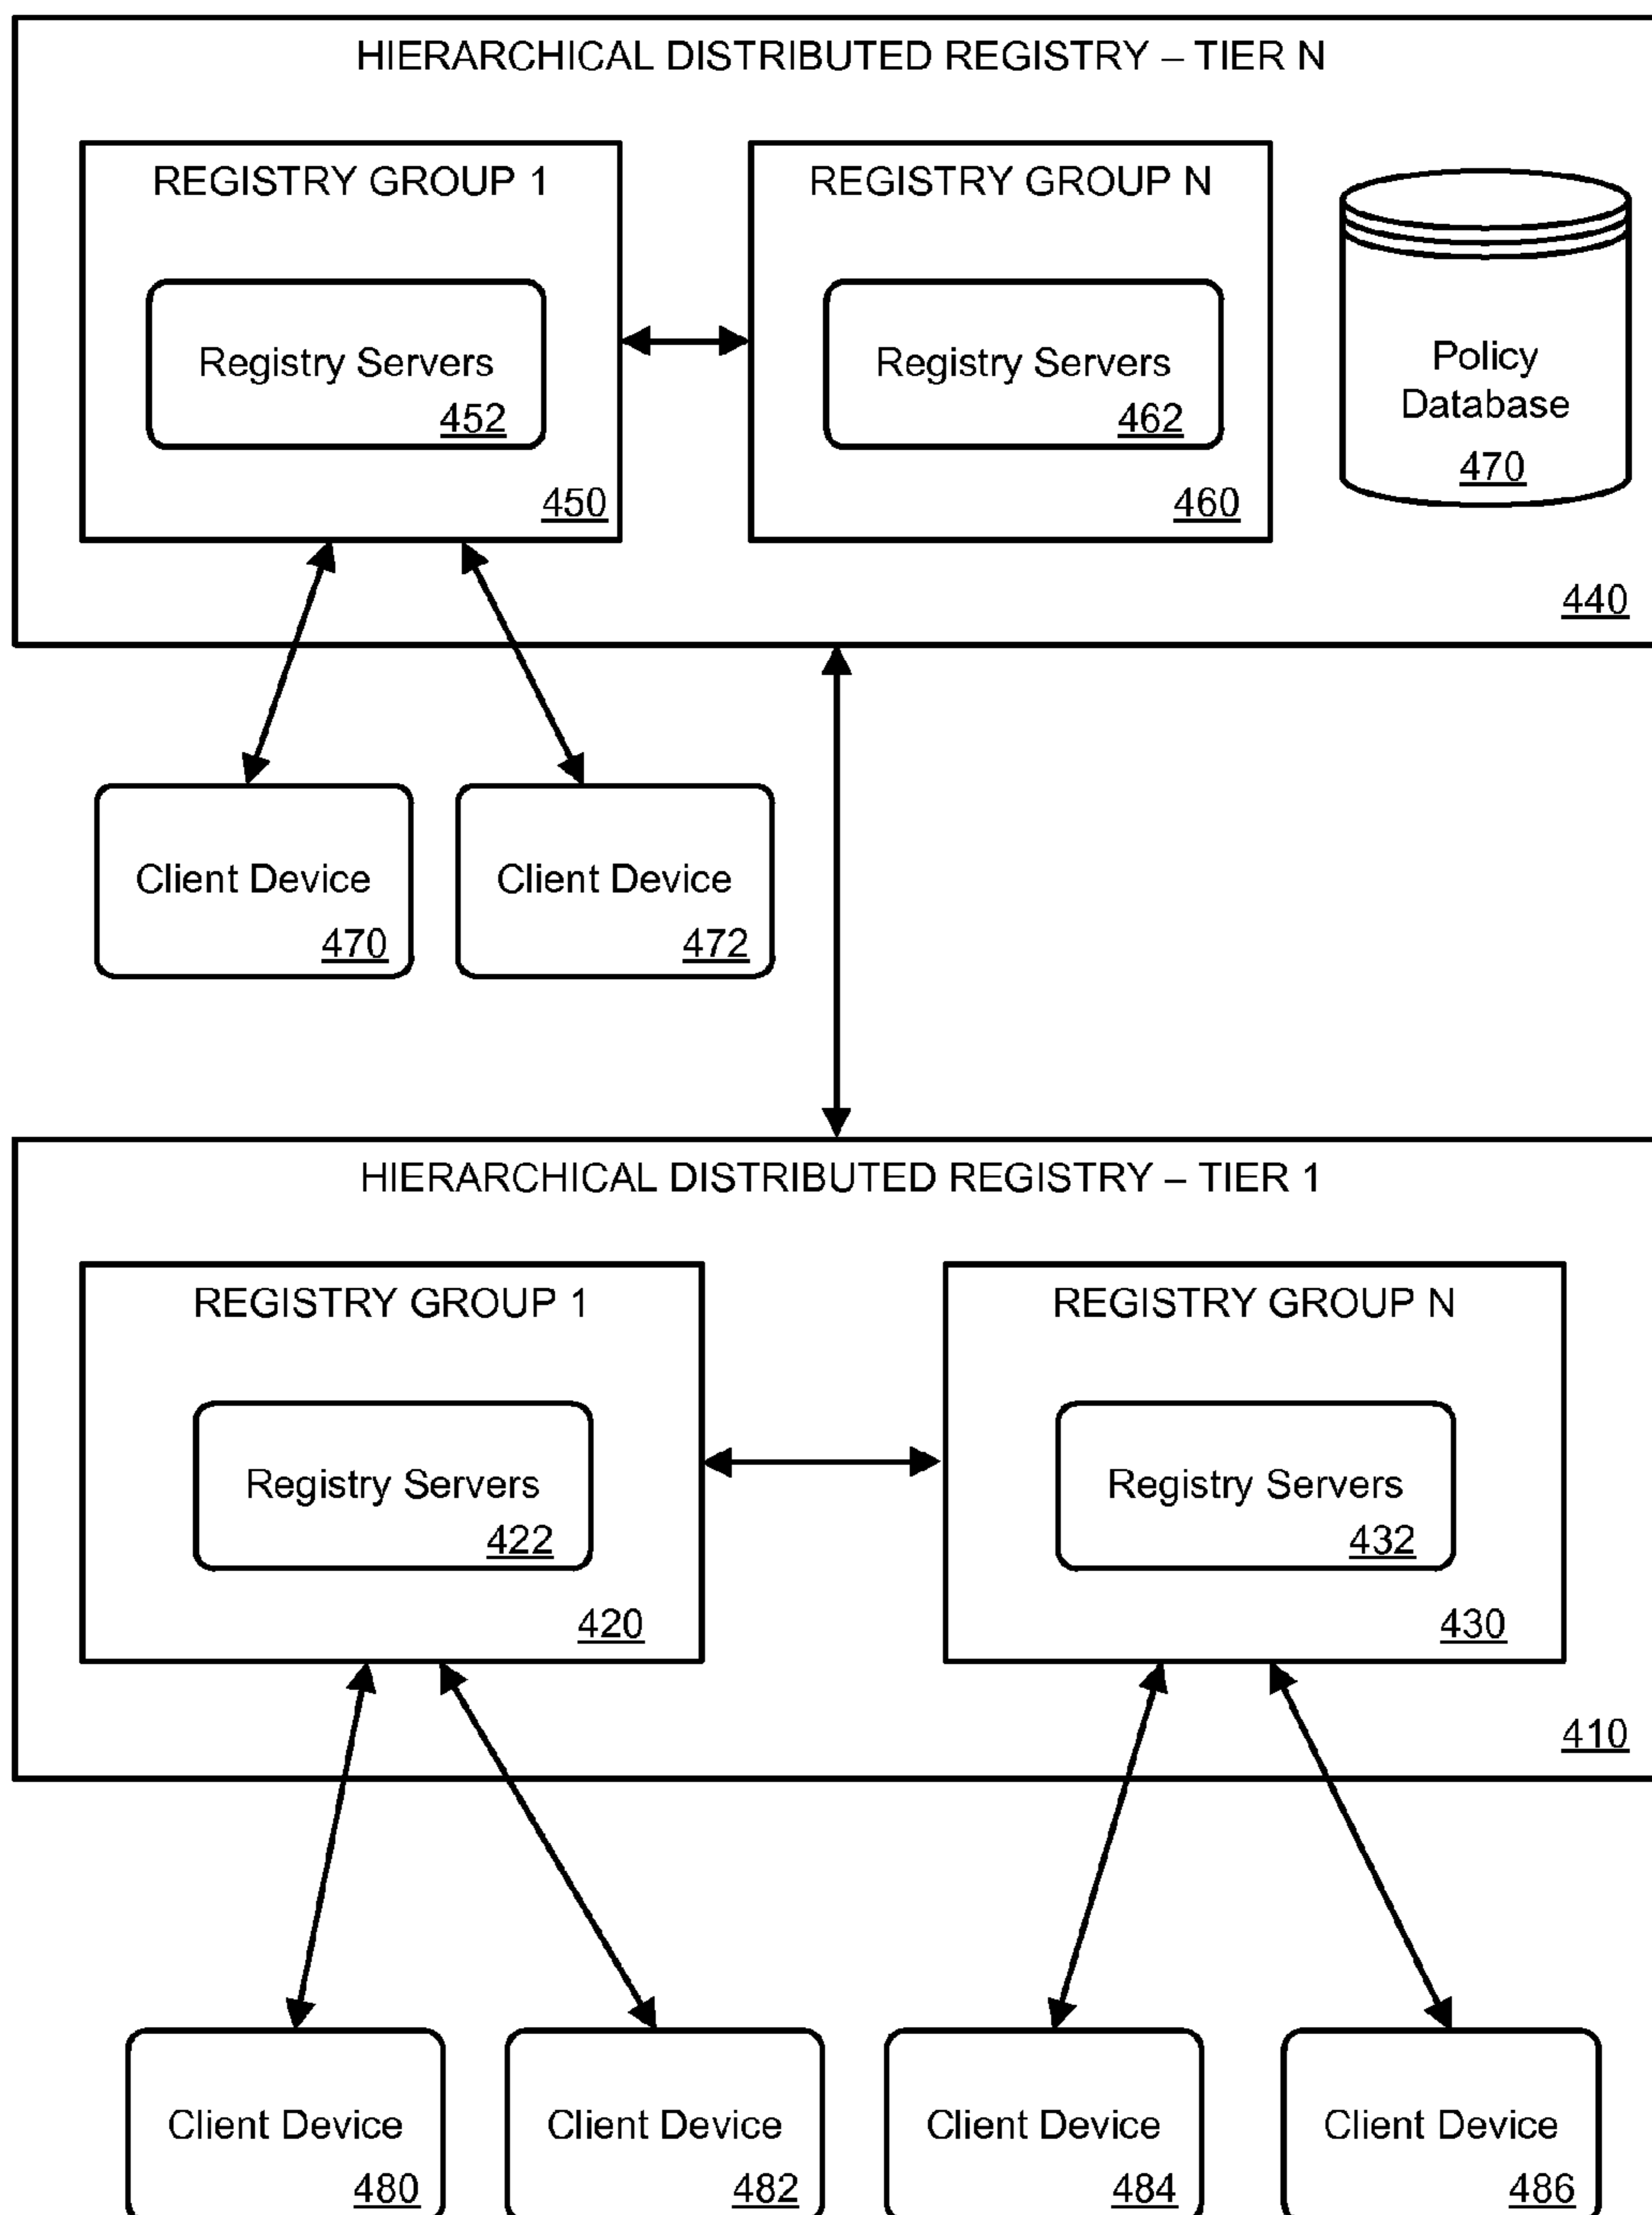 HIERARCHICAL DISTRIBUTED REGISTRY – TIER N
REGISTRY GROUP 1
Registry Servers
452
450
REGISTRY GROUP N
Registry Servers
462
460
Policy
Database
470
440
Client Device
470
Client Device
472
HIERARCHICAL DISTRIBUTED REGISTRY – TIER 1
REGISTRY GROUP 1
Registry Servers
422
420
REGISTRY GROUP N
Registry Servers
432
430
410
Client Device
480
Client Device
482
Client Device
484
Client Device
486